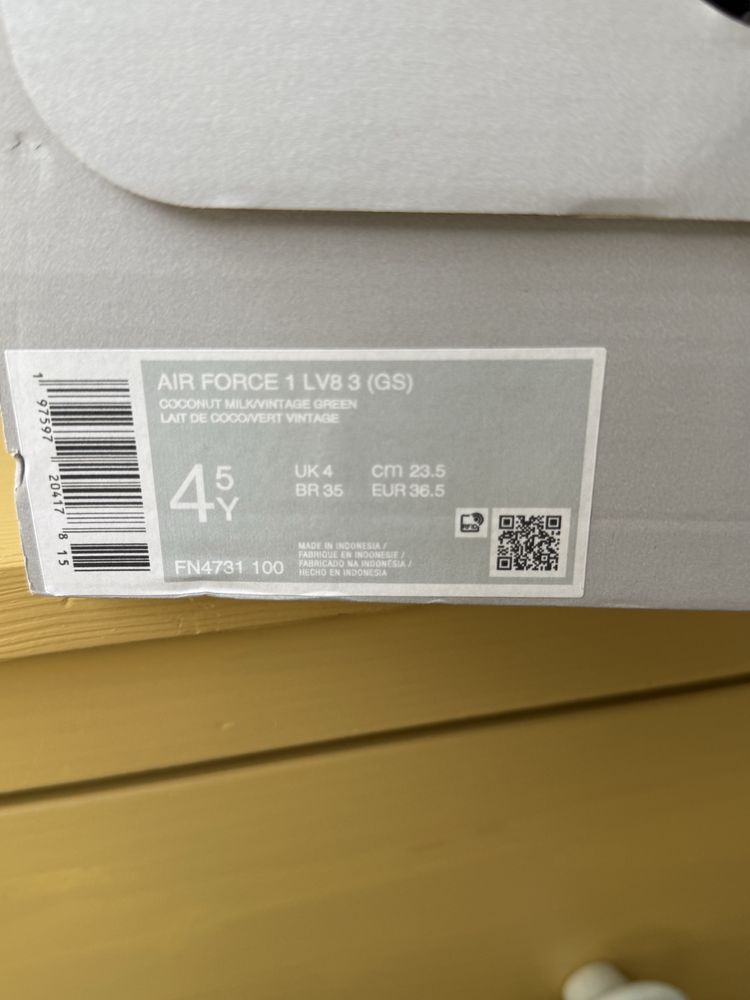 AIR FORCE 1 LV8 3 (GS)
COCONUT MILK/VINTAGE GREEN
LAIT DE COCO/VERT VINTAGE
4 5Y
UK 4 cm 23.5
BR 35 EUR 36.5
FN4731 100
MADE IN INDONESIA /
FABRIQUE EN INDONESIE /
FABRICADO NA INDONÉSIA /
HECHO EN INDONESIA
RFID
1 97597 20417 8 15